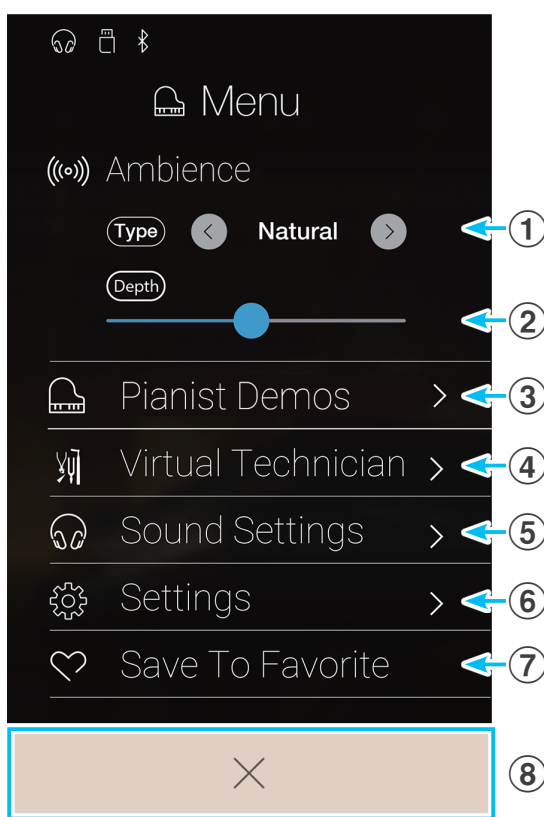 Menu
Ambience
Type < Natural > 1
Depth
2
Pianist Demos > 3
Virtual Technician > 4
Sound Settings > 5
Settings > 6
Save To Favorite 7
× 8